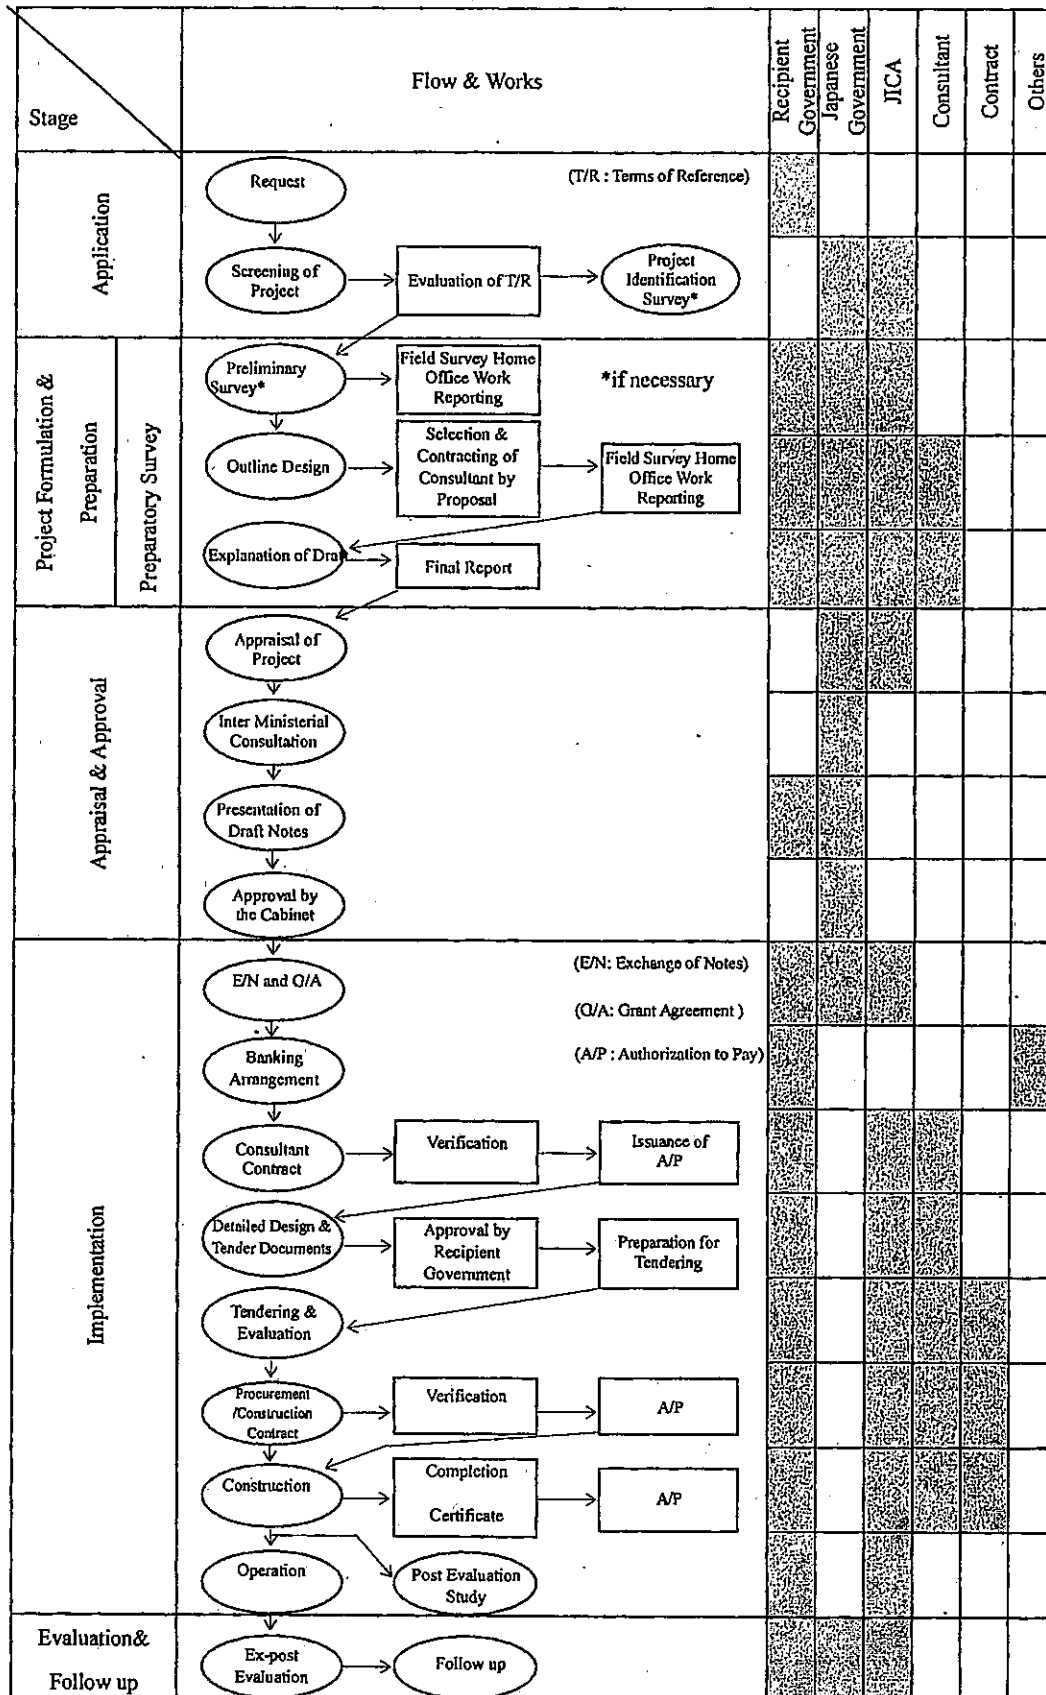 Stage
Flow & Works
Recipient
Government
Japanese
Government
JICA
Consultant
Contract
Others
Application
Request
(T/R : Terms of Reference)
Screening of
Project
Evaluation of T/R
Project
Identification
Survey*
Project Formulation &
Preparation
Preparatory Survey
Preliminary
Survey*
Field Survey Home
Office Work
Reporting
*if necessary
Outline Design
Selection &
Contracting of
Consultant by
Proposal
Field Survey Home
Office Work
Reporting
Explanation of Draft
Final Report
Appraisal & Approval
Appraisal of
Project
Inter Ministerial
Consultation
Presentation of
Draft Notes
Approval by
the Cabinet
Implementation
E/N and G/A
(E/N: Exchange of Notes)
(G/A: Grant Agreement )
(A/P : Authorization to Pay)
Banking
Arrangement
Consultant
Contract
Verification
Issuance of
A/P
Detailed Design &
Tender Documents
Approval by
Recipient
Government
Preparation for
Tendering
Tendering &
Evaluation
Procurement
/Construction
Contract
Verification
A/P
Construction
Completion
Certificate
A/P
Operation
Post Evaluation
Study
Evaluation&
Follow up
Ex-post
Evaluation
Follow up